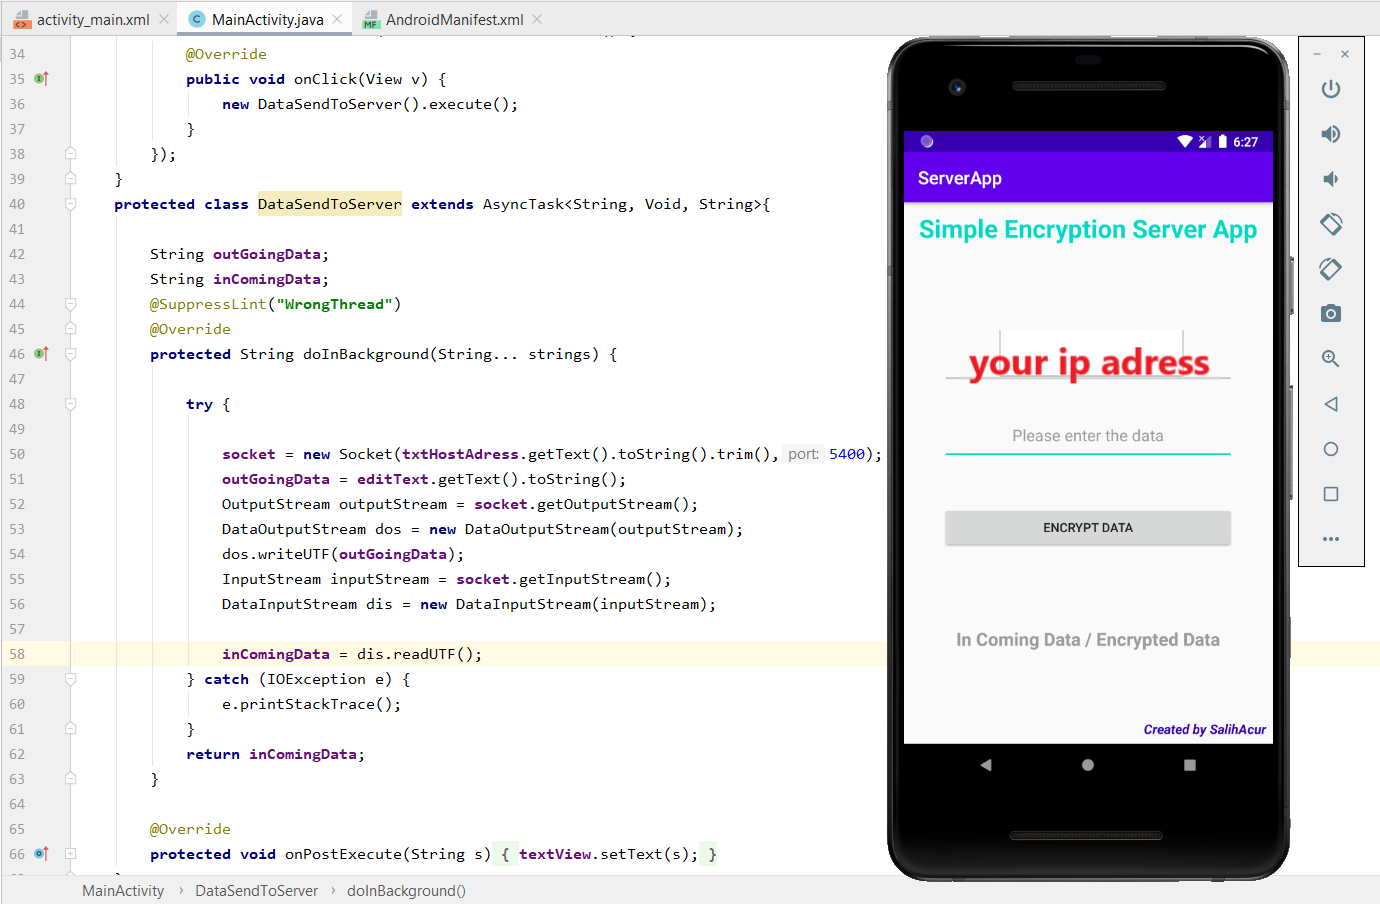 activity_main.xml MainActivity.java AndroidManifest.xml
34 @Override
35 public void onClick(View v) {
36 new DataSendToServer().execute();
37 }
38 });
39 }
40 protected class DataSendToServer extends AsyncTask<String, Void, String>{
41
42 String outGoingData;
43 String inComingData;
44 @SuppressLint("WrongThread")
45 @Override
46 protected String doInBackground(String... strings) {
47
48 try {
49
50 socket = new Socket(txtHostAdress.getText().toString().trim(), port: 5400);
51 outGoingData = editText.getText().toString();
52 OutputStream outputStream = socket.getOutputStream();
53 DataOutputStream dos = new DataOutputStream(outputStream);
54 dos.writeUTF(outGoingData);
55 InputStream inputStream = socket.getInputStream();
56 DataInputStream dis = new DataInputStream(inputStream);
57
58 inComingData = dis.readUTF();
59 } catch (IOException e) {
60 e.printStackTrace();
61 }
62 return inComingData;
63 }
64
65 @Override
66 protected void onPostExecute(String s) { textView.setText(s); }
MainActivity › DataSendToServer › doInBackground()
6:27
ServerApp
Simple Encryption Server App
your ip adress
Please enter the data
ENCRYPT DATA
In Coming Data / Encrypted Data
Created by SalihAcur